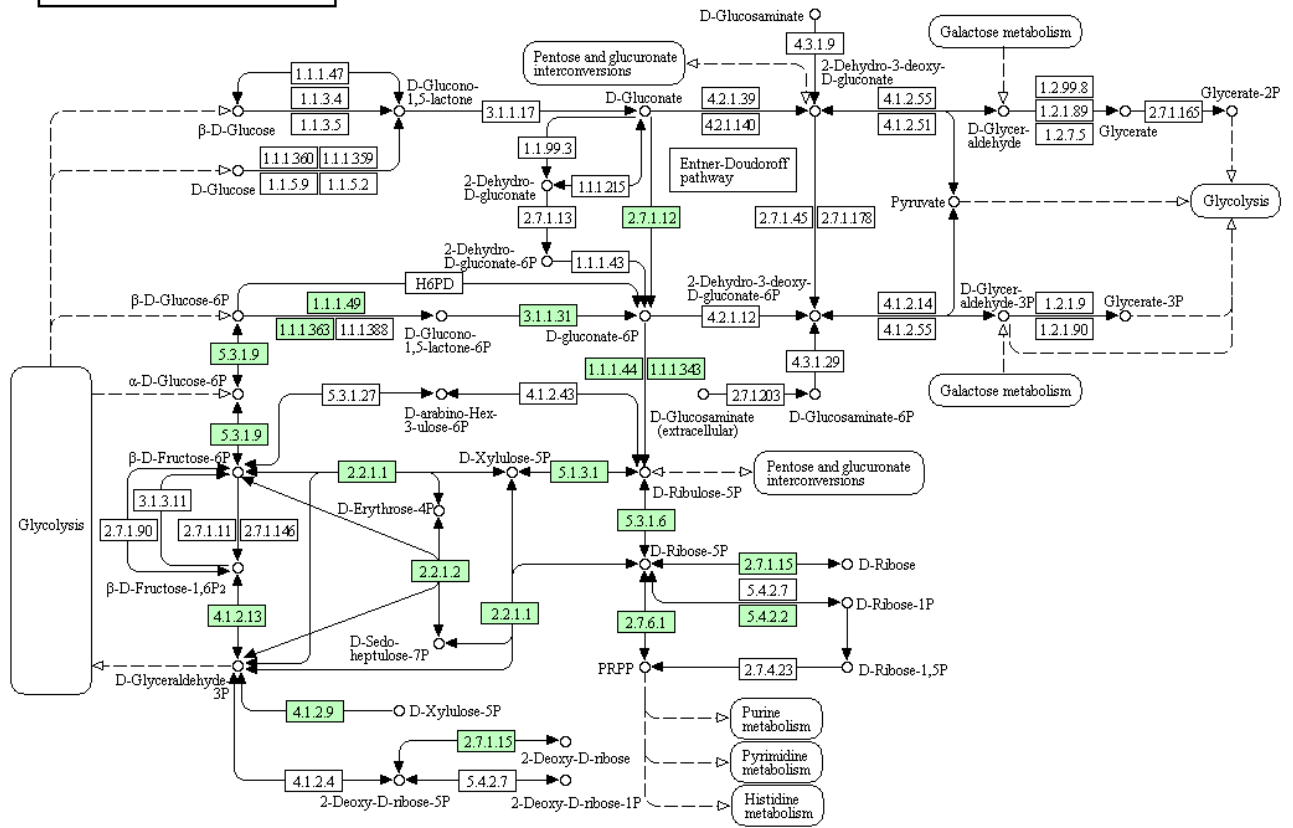 D-Glucosaminate
4.3.1.9
Galactose metabolism
Pentose and glucuronate
interconversions
2-Dehydro-3-deoxy-
D-gluconate
1.1.1.47
D-Glucono-
1,5-lactone
1.1.3.4
1.1.3.5
β-D-Glucose
3.1.1.17
D-Gluconate
4.2.1.39
4.2.1.140
4.1.2.55
4.1.2.51
D-Glycer-
aldehyde
1.2.99.8
1.2.1.89
1.2.7.5
Glycerate
2.7.1.165
Glycerate-2P
1.1.1.360
1.1.1.359
1.1.5.9
1.1.5.2
D-Glucose
1.1.99.3
Entner-Doudoroff
pathway
2-Dehydro-
D-gluconate
1.1.1.215
2.7.1.13
2.7.1.12
2.7.1.45
2.7.1.178
Pyruvate
Glycolysis
2-Dehydro-
D-gluconate-6P
1.1.1.43
H6PD
β-D-Glucose-6P
1.1.1.49
1.1.1.363
1.1.1.388
D-Glucono-
1,5-lactone-6P
3.1.1.31
D-gluconate-6P
2-Dehydro-3-deoxy-
D-gluconate-6P
4.2.1.12
4.1.2.14
4.1.2.55
D-Glycer-
aldehyde-3P
1.2.1.9
1.2.1.90
Glycerate-3P
5.3.1.9
1.1.1.44
1.1.1.343
4.3.1.29
α-D-Glucose-6P
5.3.1.27
D-arabino-Hex-
3-ulose-6P
4.1.2.43
D-Glucosaminate
(extracellular)
2.7.1.203
D-Glucosaminate-6P
Galactose metabolism
5.3.1.9
β-D-Fructose-6P
2.2.1.1
D-Xylulose-5P
5.1.3.1
D-Ribulose-5P
Pentose and glucuronate
interconversions
3.1.3.11
D-Erythrose-4P
Glycolysis
2.7.1.90
2.7.1.11
2.7.1.146
5.3.1.6
D-Ribose-5P
β-D-Fructose-1,6P2
2.2.1.2
2.7.1.15
D-Ribose
5.4.2.7
5.4.2.2
D-Ribose-1P
4.1.2.13
2.2.1.1
2.7.6.1
D-Sedo-
heptulose-7P
D-Glyceraldehyde
3P
PRPP
2.7.4.23
D-Ribose-1,5P
4.1.2.9
D-Xylulose-5P
Purine
metabolism
2.7.1.15
2-Deoxy-D-ribose
Pyrimidine
metabolism
4.1.2.4
2-Deoxy-D-ribose-5P
5.4.2.7
2-Deoxy-D-ribose-1P
Histidine
metabolism